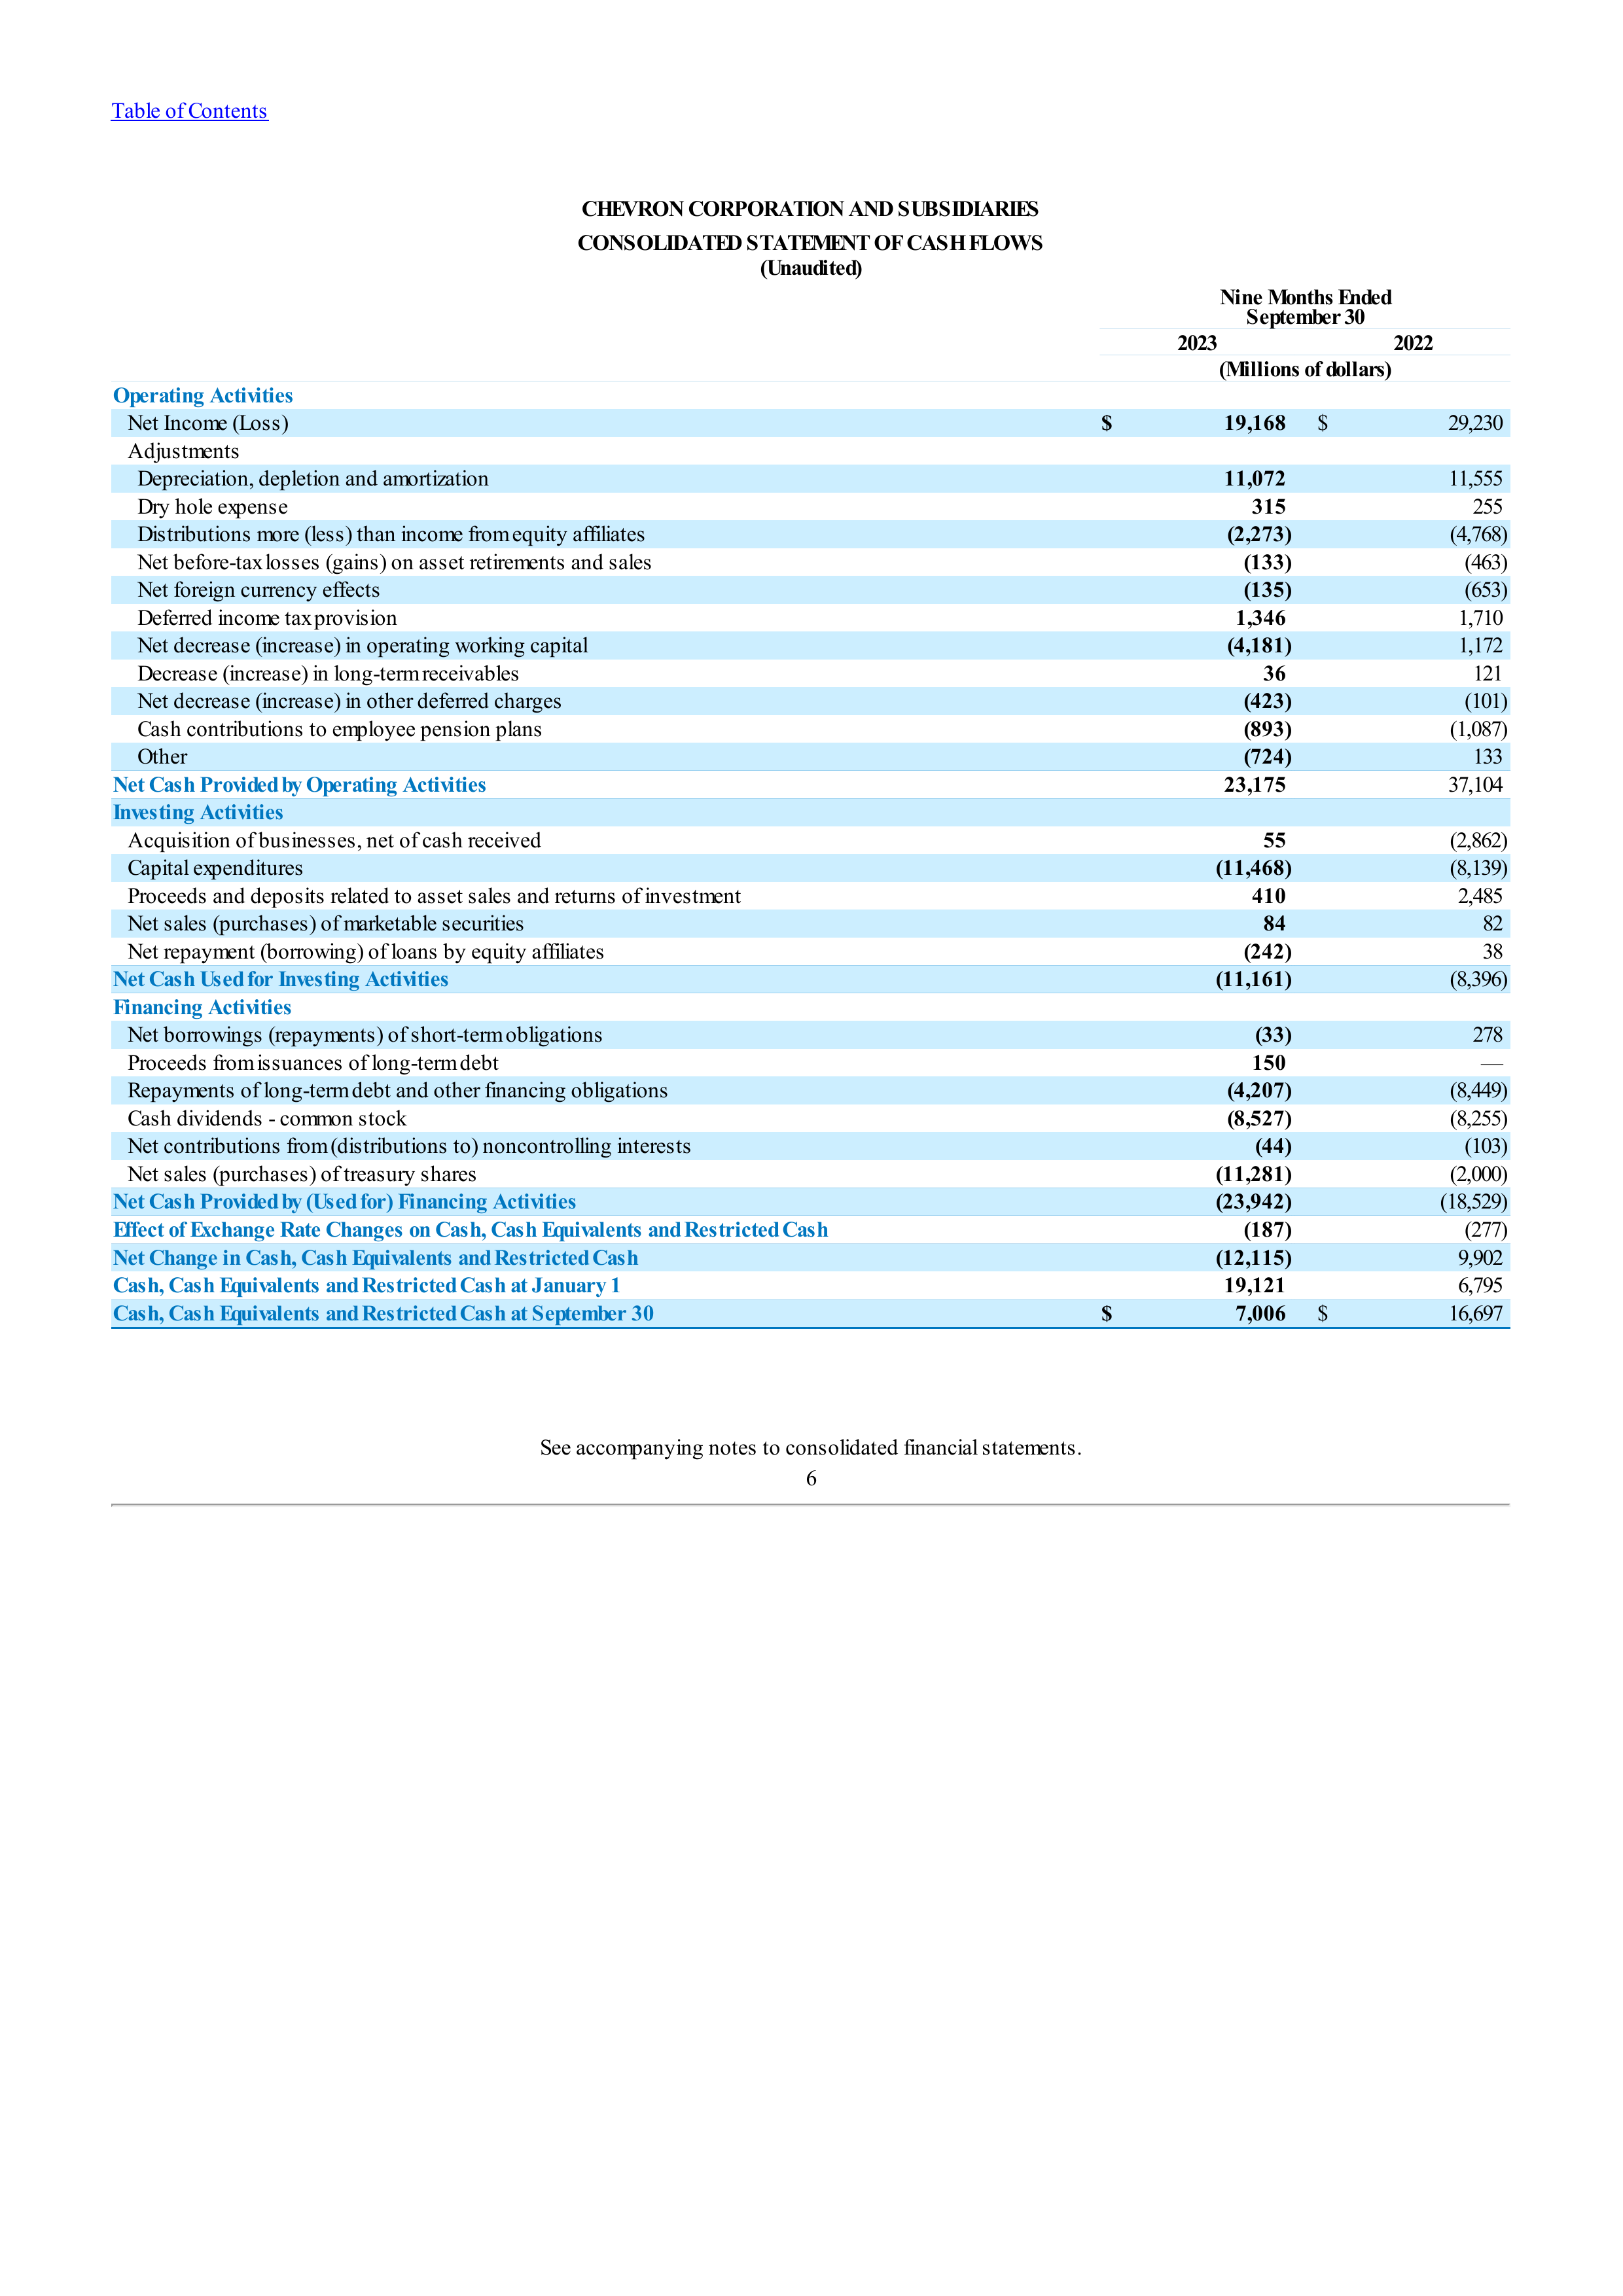 Table of Contents
CHEVRON CORPORATION AND SUBSIDIARIES
CONSOLIDATED STATEMENT OF CASH FLOWS
(Unaudited)
Nine Months Ended
September 30
2023 2022
(Millions of dollars)
Operating Activities
Net Income (Loss) $ 19,168 $ 29,230
Adjustments
Depreciation, depletion and amortization 11,072 11,555
Dry hole expense 315 255
Distributions more (less) than income from equity affiliates (2,273) (4,768)
Net before-tax losses (gains) on asset retirements and sales (133) (463)
Net foreign currency effects (135) (653)
Deferred income tax provision 1,346 1,710
Net decrease (increase) in operating working capital (4,181) 1,172
Decrease (increase) in long-term receivables 36 121
Net decrease (increase) in other deferred charges (423) (101)
Cash contributions to employee pension plans (893) (1,087)
Other (724) 133
Net Cash Provided by Operating Activities 23,175 37,104
Investing Activities
Acquisition of businesses, net of cash received 55 (2,862)
Capital expenditures (11,468) (8,139)
Proceeds and deposits related to asset sales and returns of investment 410 2,485
Net sales (purchases) of marketable securities 84 82
Net repayment (borrowing) of loans by equity affiliates (242) 38
Net Cash Used for Investing Activities (11,161) (8,396)
Financing Activities
Net borrowings (repayments) of short-term obligations (33) 278
Proceeds from issuances of long-term debt 150 —
Repayments of long-term debt and other financing obligations (4,207) (8,449)
Cash dividends - common stock (8,527) (8,255)
Net contributions from (distributions to) noncontrolling interests (44) (103)
Net sales (purchases) of treasury shares (11,281) (2,000)
Net Cash Provided by (Used for) Financing Activities (23,942) (18,529)
Effect of Exchange Rate Changes on Cash, Cash Equivalents and Restricted Cash (187) (277)
Net Change in Cash, Cash Equivalents and Restricted Cash (12,115) 9,902
Cash, Cash Equivalents and Restricted Cash at January 1 19,121 6,795
Cash, Cash Equivalents and Restricted Cash at September 30 $ 7,006 $ 16,697
See accompanying notes to consolidated financial statements.
6